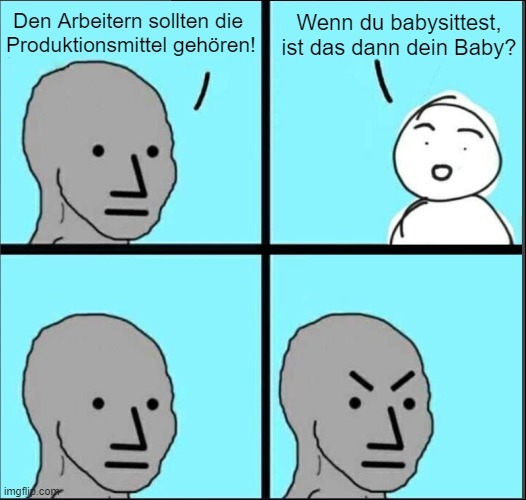 Den Arbeitern sollten die
Produktionsmittel gehören!
Wenn du babysittest,
ist das dann dein Baby?
imgflip.com